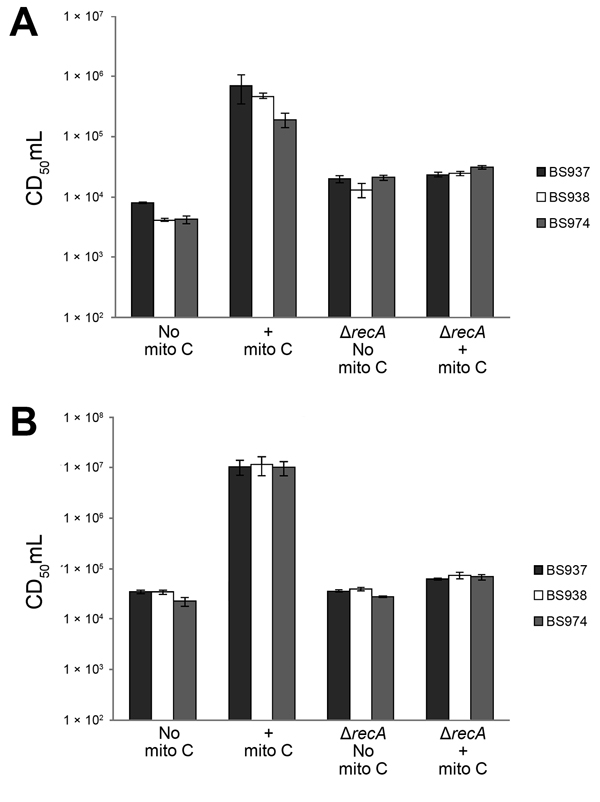 A
1 × 10⁷
1 × 10⁶
1 × 10⁵
1 × 10⁴
1 × 10³
1 × 10²
CD₅₀mL
No
mito C
+
mito C
ΔrecA
No
mito C
ΔrecA
+
mito C
BS937
BS938
BS974
B
1 × 10⁸
1 × 10⁷
1 × 10⁶
1 × 10⁵
1 × 10⁴
1 × 10³
1 × 10²
CD₅₀mL
No
mito C
+
mito C
ΔrecA
No
mito C
ΔrecA
+
mito C
BS937
BS938
BS974